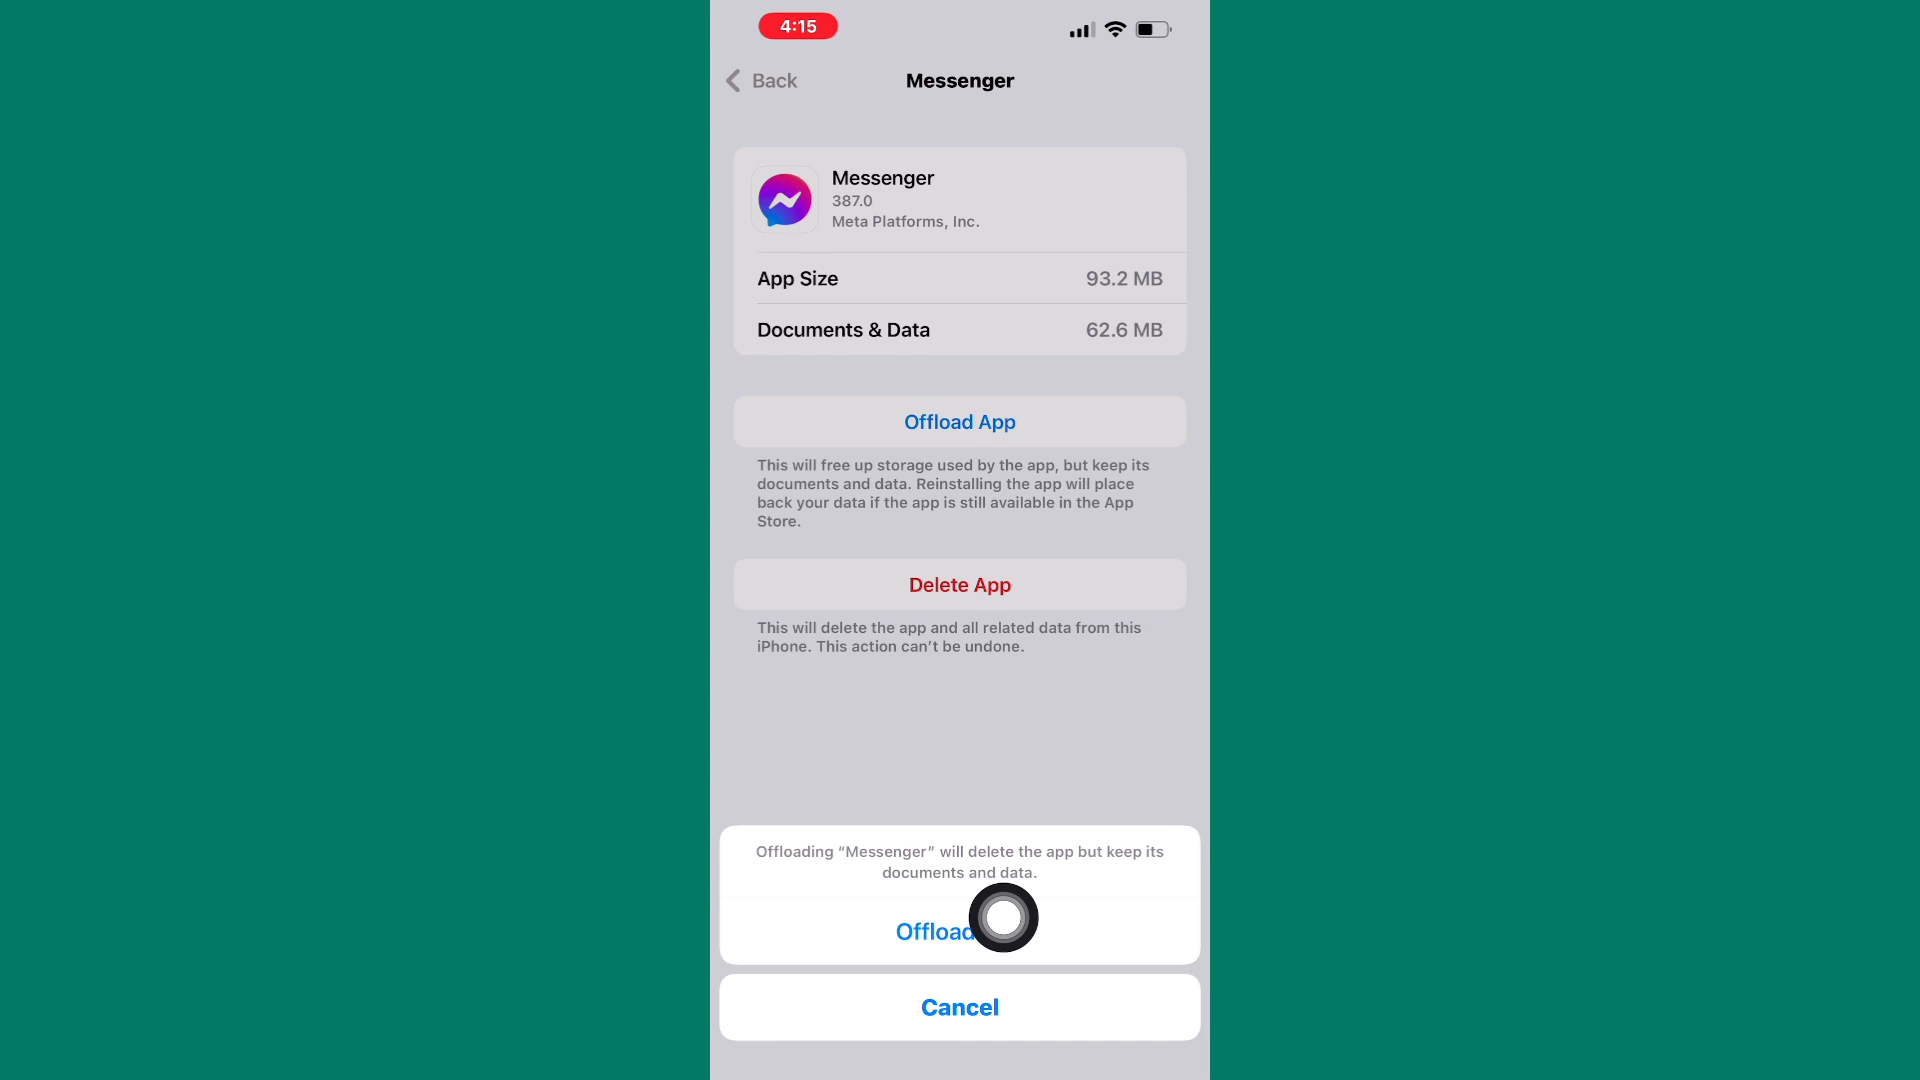 4:15
Back
Messenger
Messenger
387.0
Meta Platforms, Inc.
App Size 93.2 MB
Documents & Data 62.6 MB
Offload App
This will free up storage used by the app, but keep its
documents and data. Reinstalling the app will place
back your data if the app is still available in the App
Store.
Delete App
This will delete the app and all related data from this
iPhone. This action can’t be undone.
Offloading “Messenger” will delete the app but keep its
documents and data.
Offload
Cancel